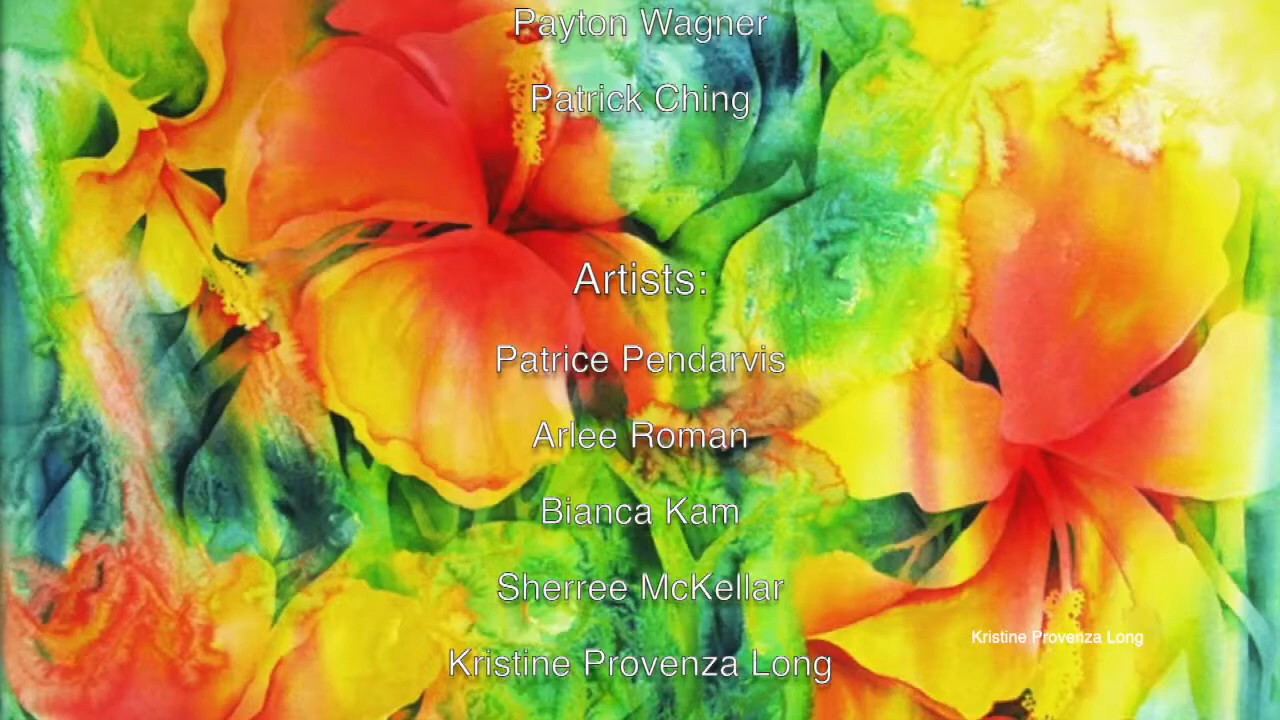 Payton Wagner
Patrick Ching
Artists:
Patrice Pendarvis
Arlee Roman
Bianca Kam
Sherree McKellar
Kristine Provenza Long
Kristine Provenza Long